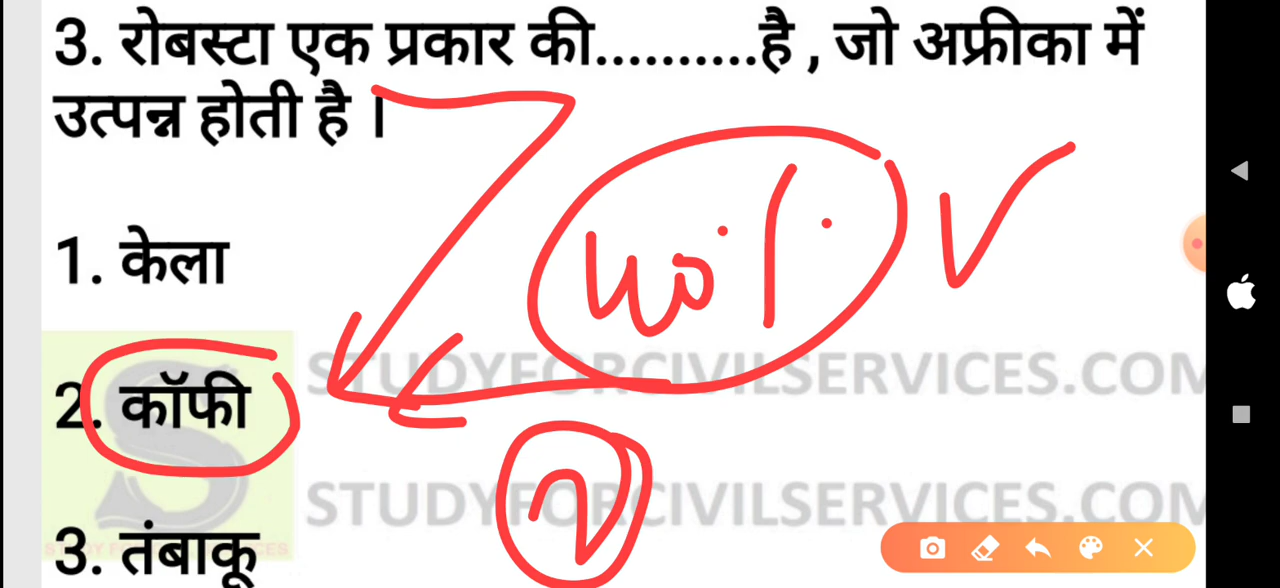 3. रोबस्टा एक प्रकार की..........है , जो अफ्रीका में
उत्पन्न होती है ।
1. केला
2. कॉफी
3. तंबाकू
STUDYFORCIVILSERVICES.COM
STUDYFORCIVILSERVICES.COM